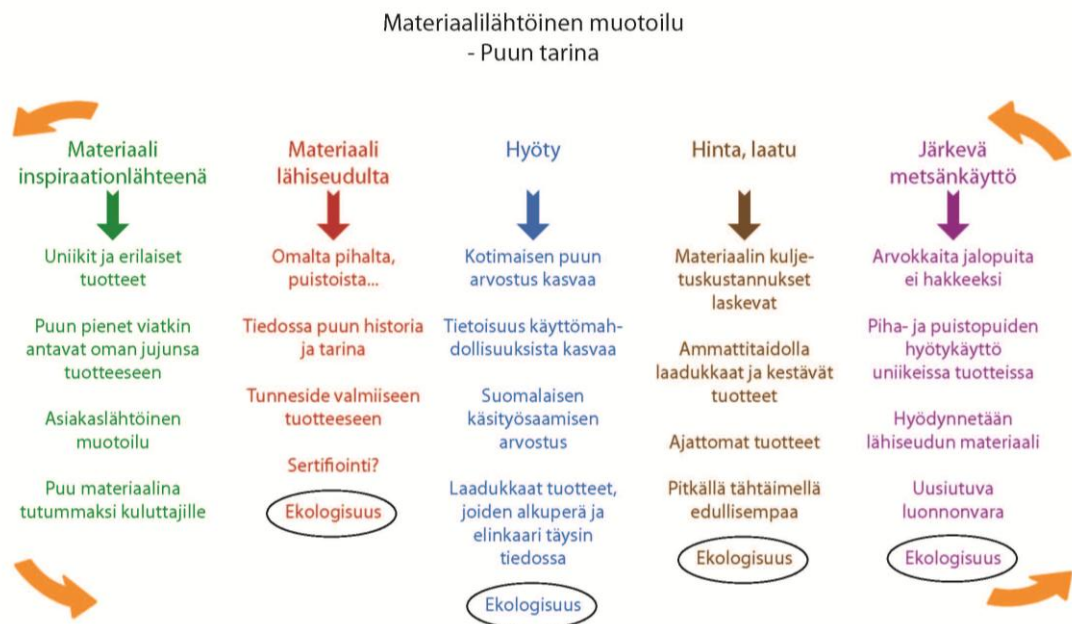 Materiaalilähtöinen muotoilu
- Puun tarina
Materiaali
inspiraationlähteenä
Uniikit ja erilaiset
tuotteet
Puun pienet viatkin
antavat oman jujunsa
tuotteeseen
Asiakaslähtöinen
muotoilu
Puu materiaalina
tutummaksi kuluttajille
Materiaali
lähiseudulta
Omalta pihalta,
puistoista...
Tiedossa puun historia
ja tarina
Tunneside valmiiseen
tuotteeseen
Sertifiointi?
Ekologisuus
Hyöty
Kotimaisen puun
arvostus kasvaa
Tietoisuus käyttömah-
dollisuuksista kasvaa
Suomalaisen
käsityösaamisen
arvostus
Laadukkaat tuotteet,
joiden alkuperä ja
elinkaari täysin
tiedossa
Ekologisuus
Hinta, laatu
Materiaalin kulje-
tuskustannukset
laskevat
Ammattitaidolla
laadukkaat ja kestävät
tuotteet
Ajattomat tuotteet
Pitkällä tähtäimellä
edullisempaa
Ekologisuus
Järkevä
metsänkäyttö
Arvokkaita jalopuita
ei hakkeeksi
Piha- ja puistopuiden
hyötykäyttö
uniikeissa tuotteissa
Hyödynnetään
lähiseudun materiaali
Uusiutuva
luonnonvara
Ekologisuus